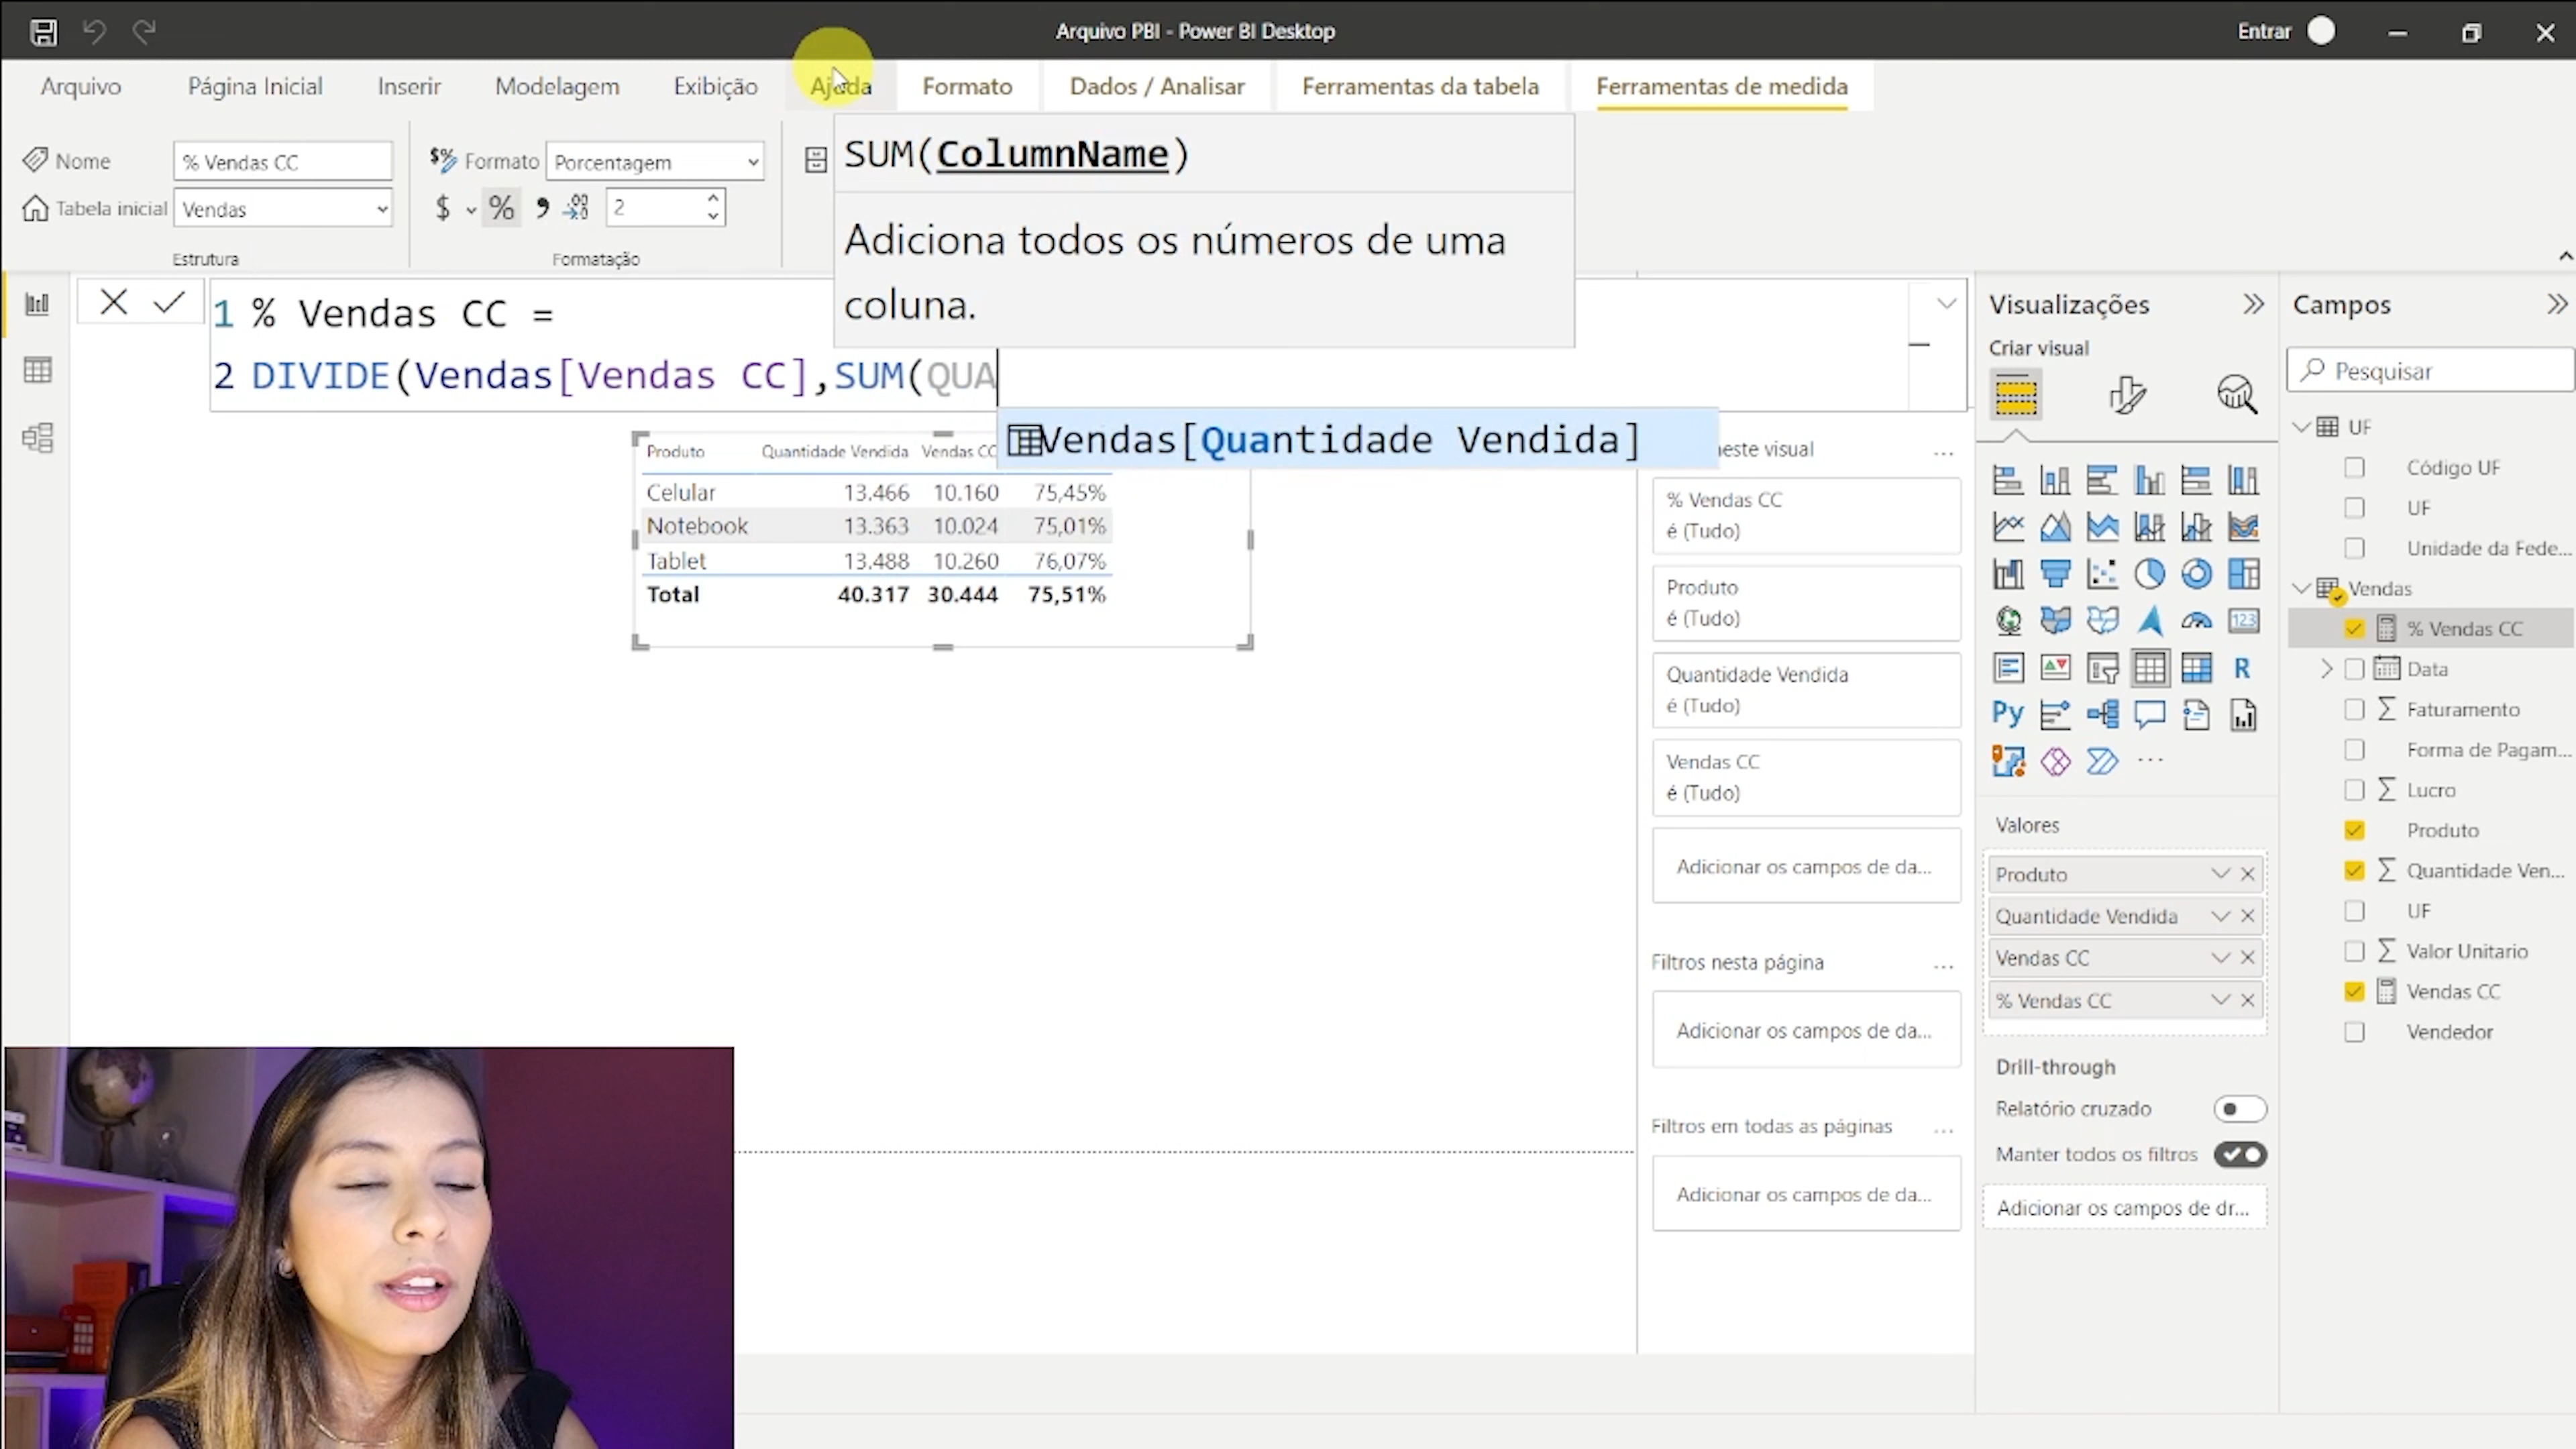 Arquivo PBI - Power BI Desktop
Entrar
Arquivo
Página Inicial
Inserir
Modelagem
Exibição
Ajuda
Formato
Dados / Analisar
Ferramentas da tabela
Ferramentas de medida
Nome
% Vendas CC
Tabela inicial
Vendas
Estrutura
$% Formato
Porcentagem
$ % 9 .00 2
Formatação
SUM(ColumnName)
Adiciona todos os números de uma
coluna.
1 % Vendas CC =
2 DIVIDE(Vendas[Vendas CC],SUM(QUA
Vendas[Quantidade Vendida]
Produto Quantidade Vendida Vendas CC
Celular 13.466 10.160 75,45%
Notebook 13.363 10.024 75,01%
Tablet 13.488 10.260 76,07%
Total 40.317 30.444 75,51%
neste visual ...
% Vendas CC
é (Tudo)
Produto
é (Tudo)
Quantidade Vendida
é (Tudo)
Vendas CC
é (Tudo)
Adicionar os campos de da...
Filtros nesta página ...
Adicionar os campos de da...
Filtros em todas as páginas ...
Adicionar os campos de da...
Visualizações
Criar visual
123
R
Py
...
Valores
Produto
Quantidade Vendida
Vendas CC
% Vendas CC
Drill-through
Relatório cruzado
Manter todos os filtros
Adicionar os campos de dr...
Campos
Pesquisar
UF
Código UF
UF
Unidade da Fede...
Vendas
% Vendas CC
Data
Faturamento
Forma de Pagam...
Lucro
Produto
Quantidade Ven...
UF
Valor Unitario
Vendas CC
Vendedor